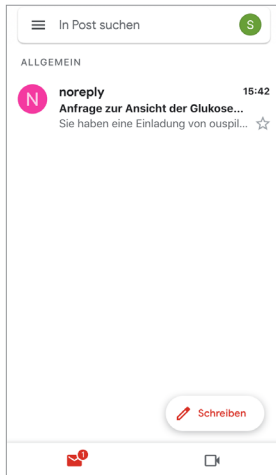 In Post suchen
S
ALLGEMEIN
N
noreply
15:42
Anfrage zur Ansicht der Glukose...
Sie haben eine Einladung von ouspil...
Schreiben
1